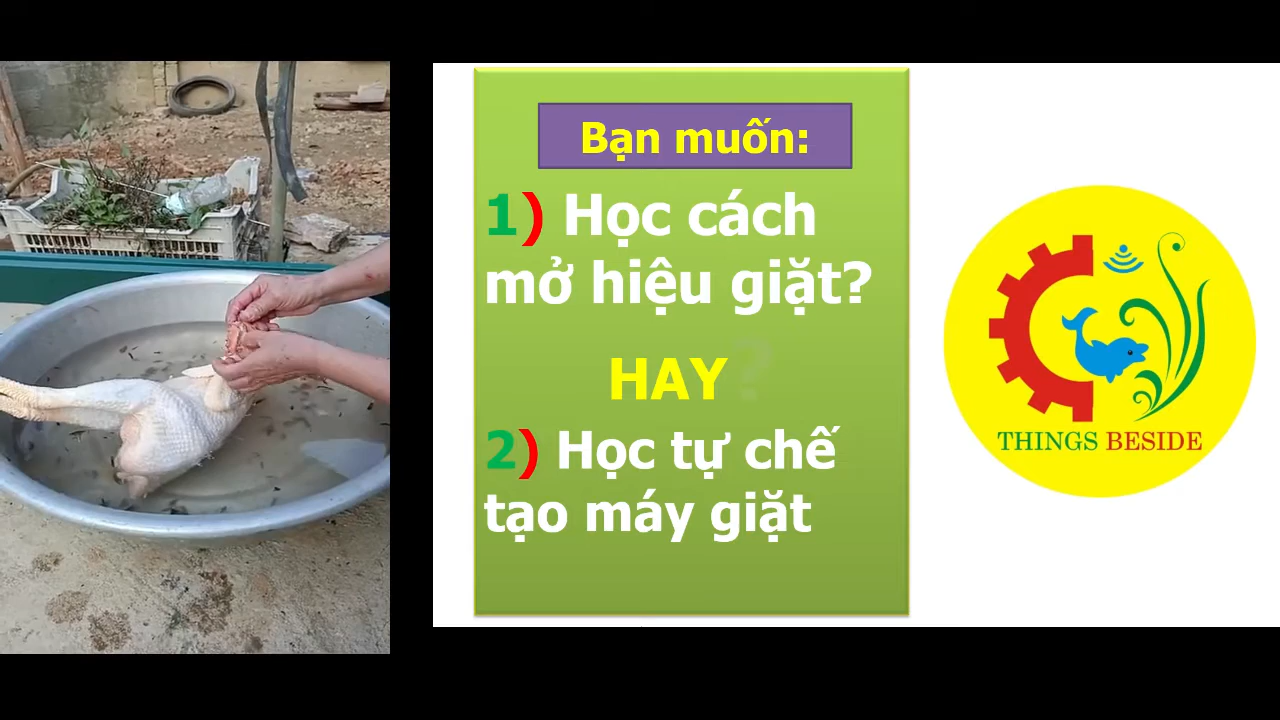 Bạn muốn:
1) Học cách
mở hiệu giặt?
HAY ?
2) Học tự chế
tạo máy giặt
THINGS BESIDE